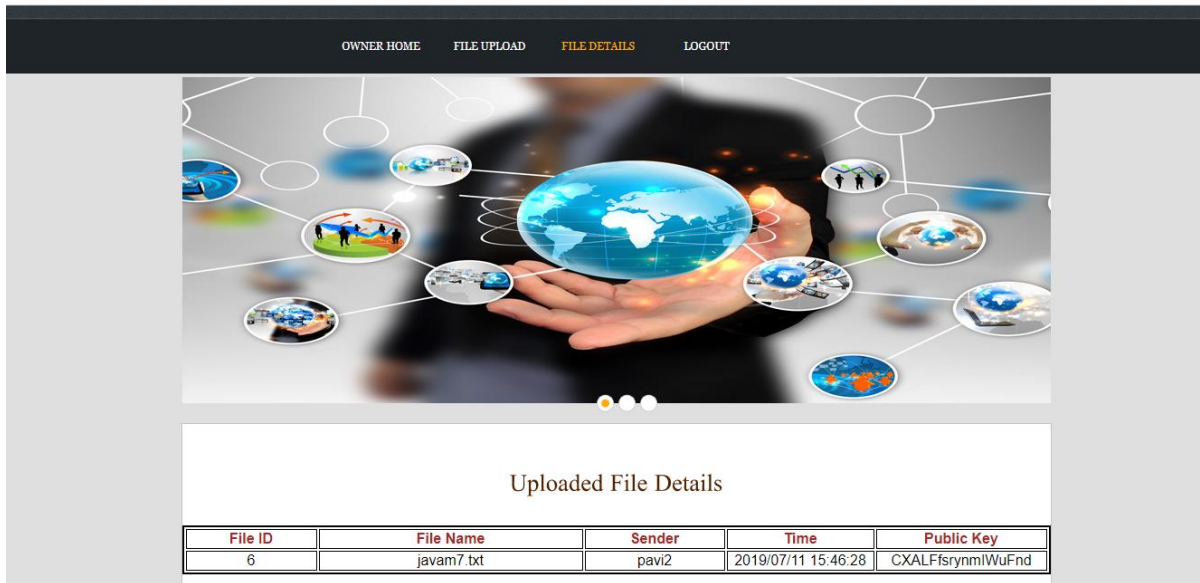 OWNER HOME FILE UPLOAD FILE DETAILS LOGOUT
Uploaded File Details
File ID File Name Sender Time Public Key
6 javam7.txt pavi2 2019/07/11 15:46:28 CXALFfsrynmIWuFnd